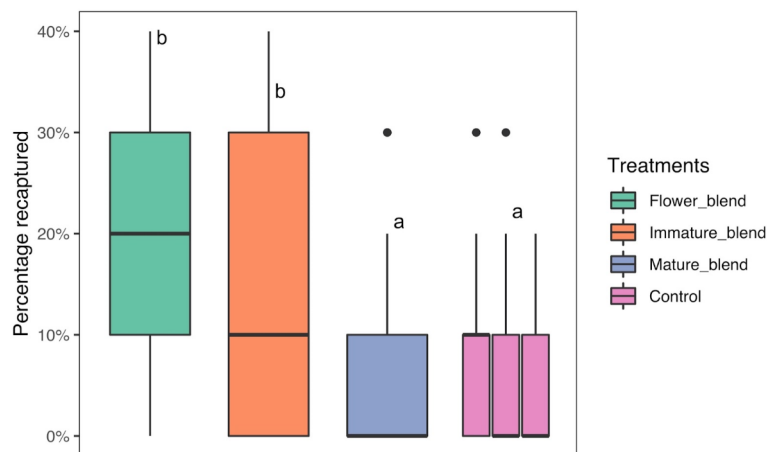 40%
30%
20%
10%
0%
Percentage recaptured
b
b
a
a
Treatments
Flower_blend
Immature_blend
Mature_blend
Control